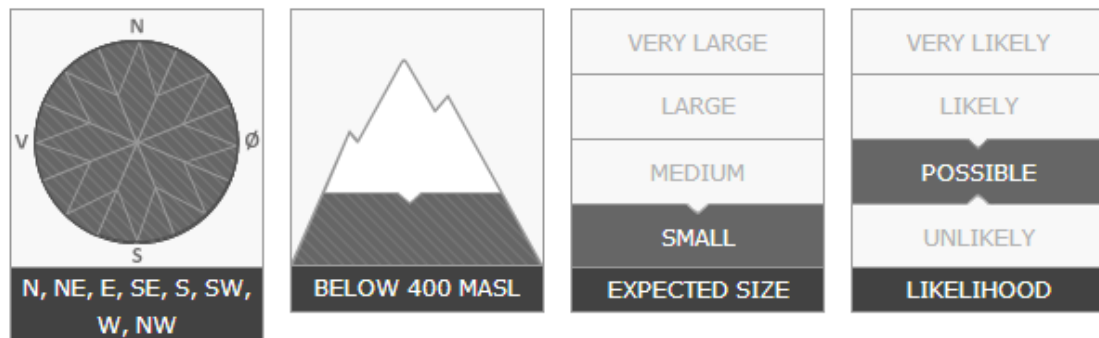 N
V
Ø
S
N, NE, E, SE, S, SW,
W, NW
BELOW 400 MASL
VERY LARGE
LARGE
MEDIUM
SMALL
EXPECTED SIZE
VERY LIKELY
LIKELY
POSSIBLE
UNLIKELY
LIKELIHOOD